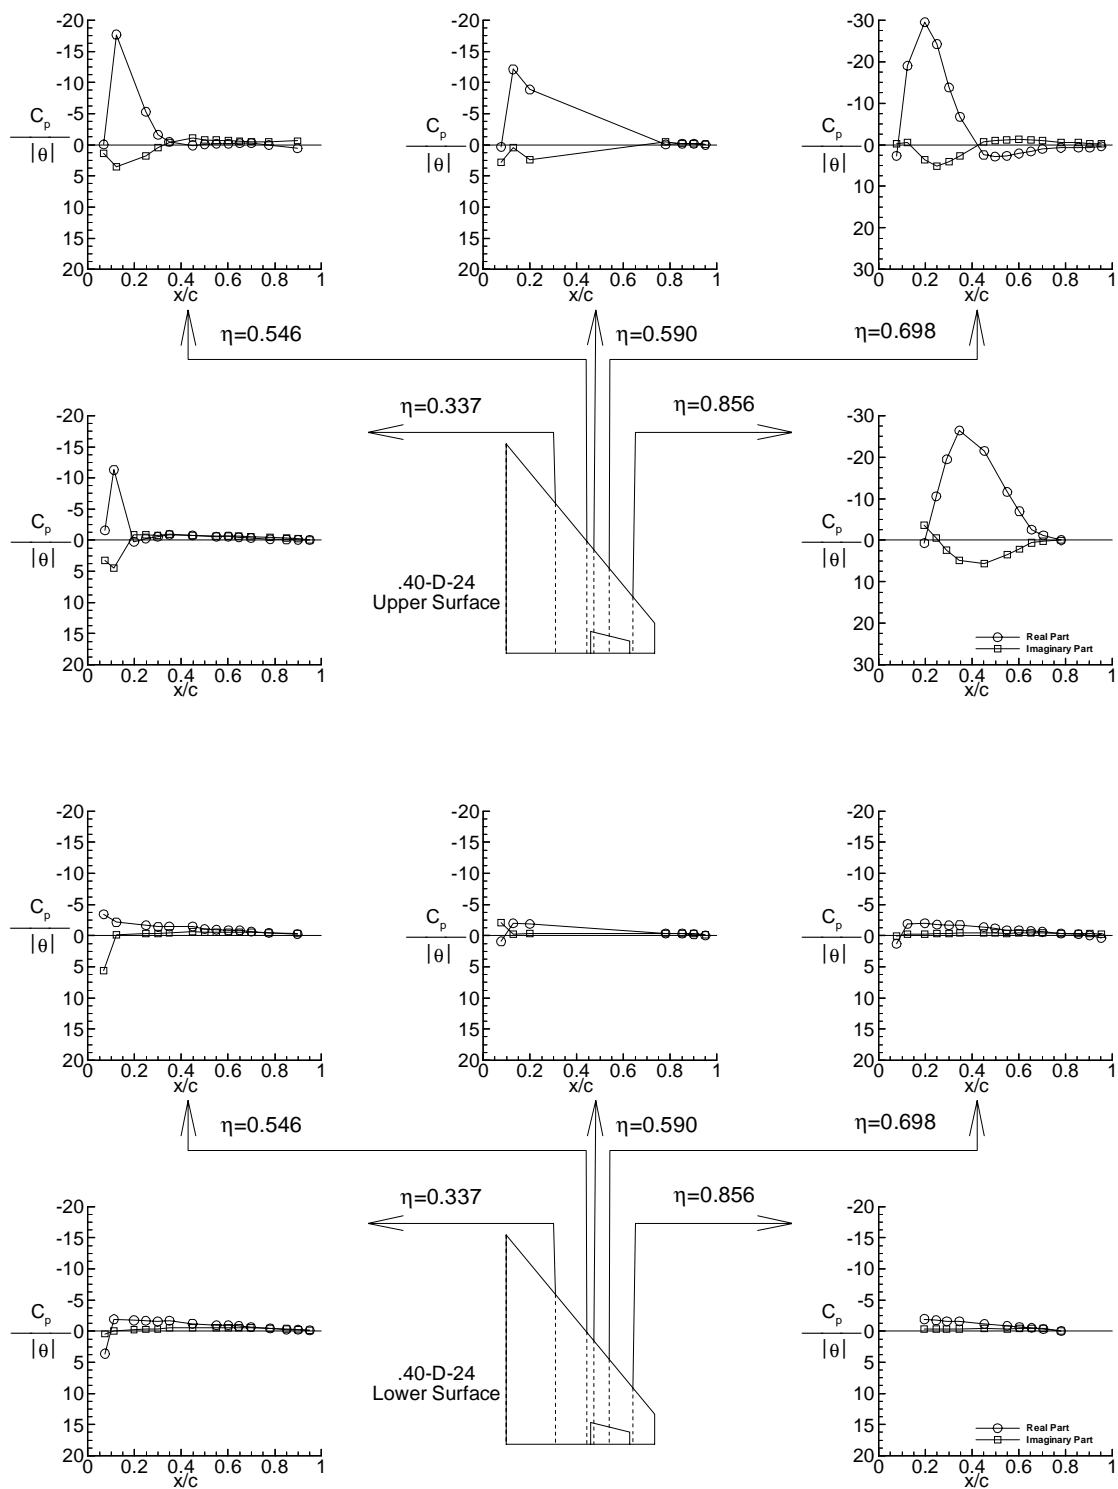 -20
-15
-10
-5
0
5
10
15
20
C_p
|θ|
0 0.2 0.4 0.6 0.8 1
x/c
-20
-15
-10
-5
0
5
10
15
20
C_p
|θ|
0 0.2 0.4 0.6 0.8 1
x/c
-30
-20
-10
0
10
20
30
C_p
|θ|
0 0.2 0.4 0.6 0.8 1
x/c
η=0.546
η=0.590
η=0.698
η=0.337
η=0.856
-20
-15
-10
-5
0
5
10
15
20
C_p
|θ|
0 0.2 0.4 0.6 0.8 1
x/c
.40-D-24
Upper Surface
-30
-20
-10
0
10
20
30
C_p
|θ|
Real Part
Imaginary Part
0 0.2 0.4 0.6 0.8 1
x/c
-20
-15
-10
-5
0
5
10
15
20
C_p
|θ|
0 0.2 0.4 0.6 0.8 1
x/c
-20
-15
-10
-5
0
5
10
15
20
C_p
|θ|
0 0.2 0.4 0.6 0.8 1
x/c
-20
-15
-10
-5
0
5
10
15
20
C_p
|θ|
0 0.2 0.4 0.6 0.8 1
x/c
η=0.546
η=0.590
η=0.698
η=0.337
η=0.856
-20
-15
-10
-5
0
5
10
15
20
C_p
|θ|
0 0.2 0.4 0.6 0.8 1
x/c
.40-D-24
Lower Surface
-20
-15
-10
-5
0
5
10
15
20
C_p
|θ|
Real Part
Imaginary Part
0 0.2 0.4 0.6 0.8 1
x/c